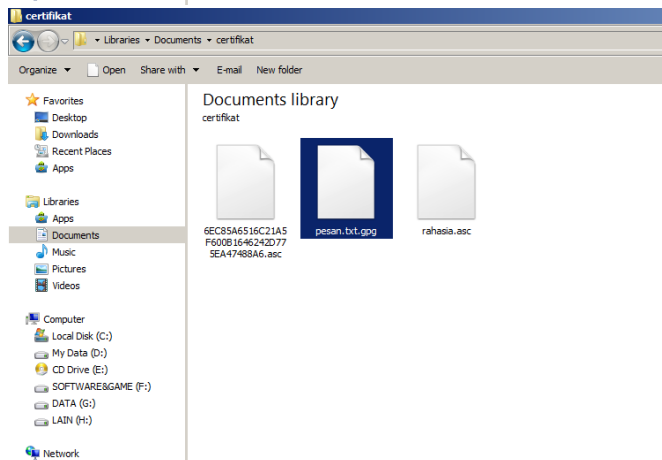 certifikat
Libraries ▸ Documents ▸ certifkat
Organize ▼ Open Share with ▼ E-mail New folder
Favorites
Desktop
Downloads
Recent Places
Apps
Libraries
Apps
Documents
Music
Pictures
Videos
Computer
Local Disk (C:)
My Data (D:)
CD Drive (E:)
SOFTWARE&GAME (F:)
DATA (G:)
LAIN (H:)
Network
Documents library
certifikat
6EC85A6516C21A5
F600B1646242D77
5EA47488A6.asc
pesan.txt.gpg
rahasia.asc